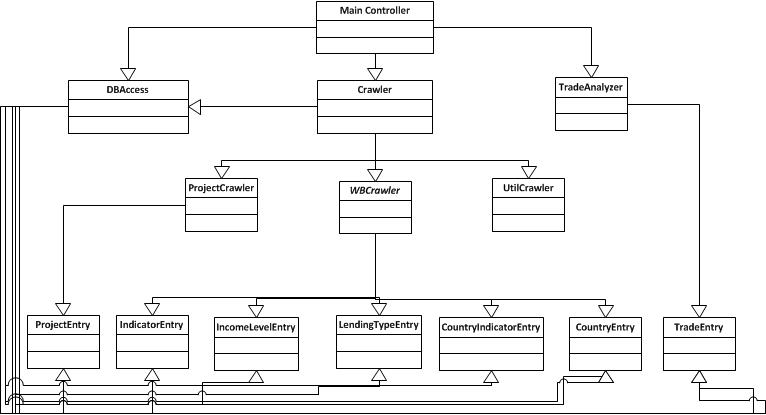 Main Controller
DBAccess
Crawler
TradeAnalyzer
ProjectCrawler
WBCrawler
UtilCrawler
ProjectEntry
IndicatorEntry
IncomeLevelEntry
LendingTypeEntry
CountryIndicatorEntry
CountryEntry
TradeEntry